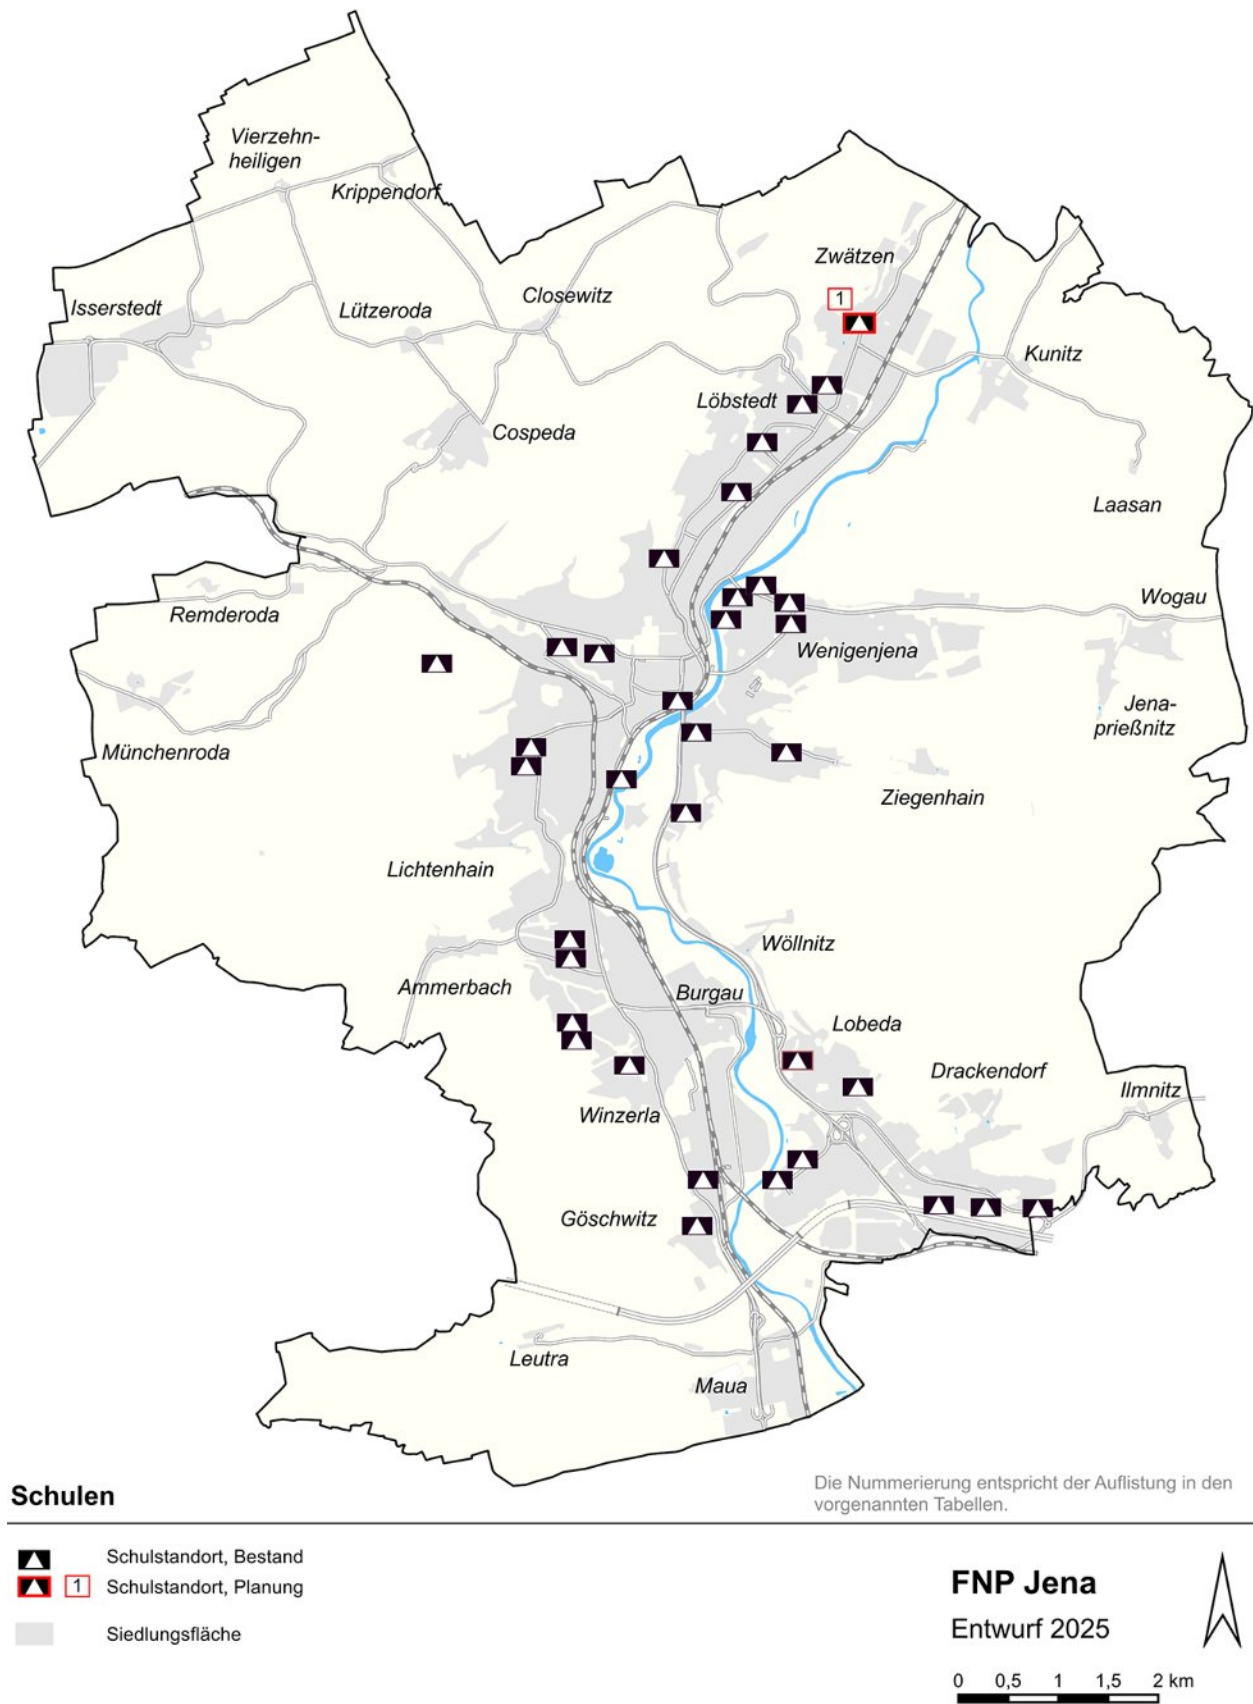 Vierzehn-
heiligen
Krippendorf
Zwätzen
1
Isserstedt
Lützeroda
Closewitz
Kunitz
Löbstedt
Cospeda
Laasan
Remderoda
Wogau
Wenigenjena
Münchenroda
Jena-
prießnitz
Ziegenhain
Lichtenhain
Wöllnitz
Ammerbach
Burgau
Lobeda
Drackendorf
Ilmnitz
Winzerla
Göschwitz
Leutra
Maua
Schulen
Die Nummerierung entspricht der Auflistung in den
vorgenannten Tabellen.
Schulstandort, Bestand
1 Schulstandort, Planung
Siedlungsfläche
FNP Jena
Entwurf 2025
0 0,5 1 1,5 2 km